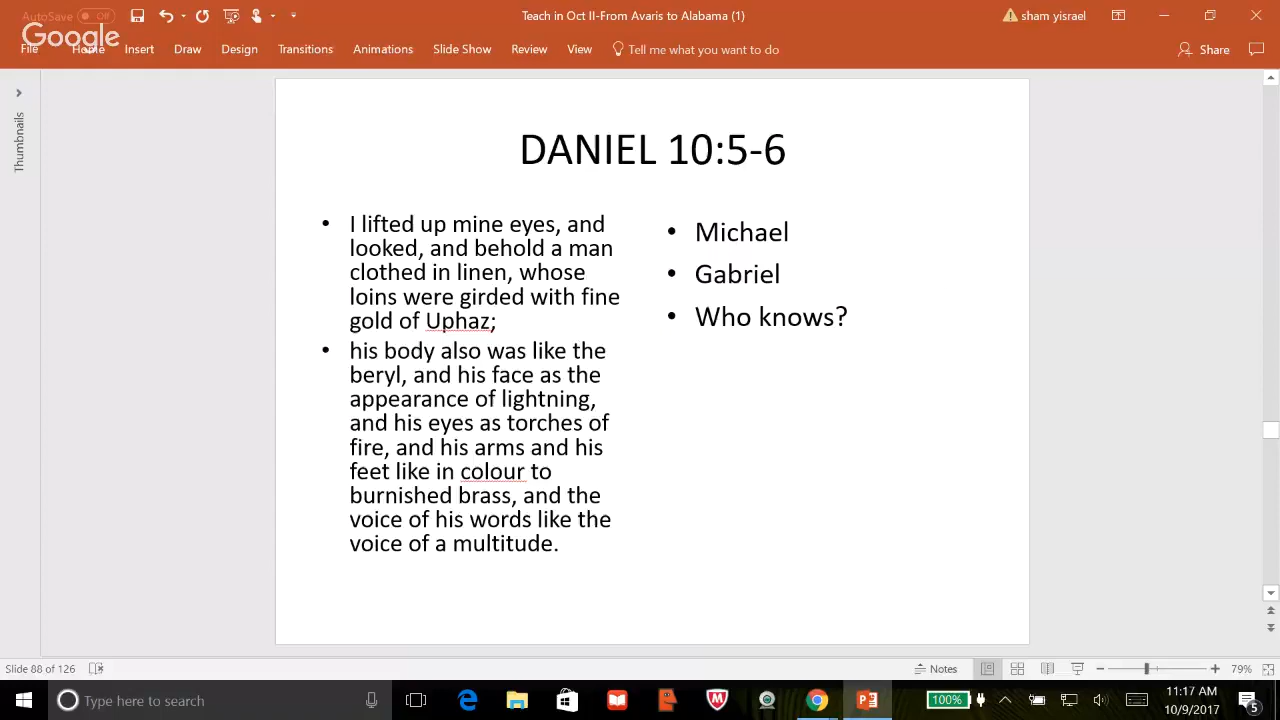 AutoSave Off
Teach in Oct II-From Avaris to Alabama (1)
sham yisrael
Google
File Home Insert Draw Design Transitions Animations Slide Show Review View Tell me what you want to do Share
Thumbnails
DANIEL 10:5-6
• I lifted up mine eyes, and
looked, and behold a man
clothed in linen, whose
loins were girded with fine
gold of Uphaz;
• his body also was like the
beryl, and his face as the
appearance of lightning,
and his eyes as torches of
fire, and his arms and his
feet like in colour to
burnished brass, and the
voice of his words like the
voice of a multitude.
• Michael
• Gabriel
• Who knows?
Slide 88 of 126
Notes
79%
Type here to search
100%
11:17 AM
10/9/2017
5